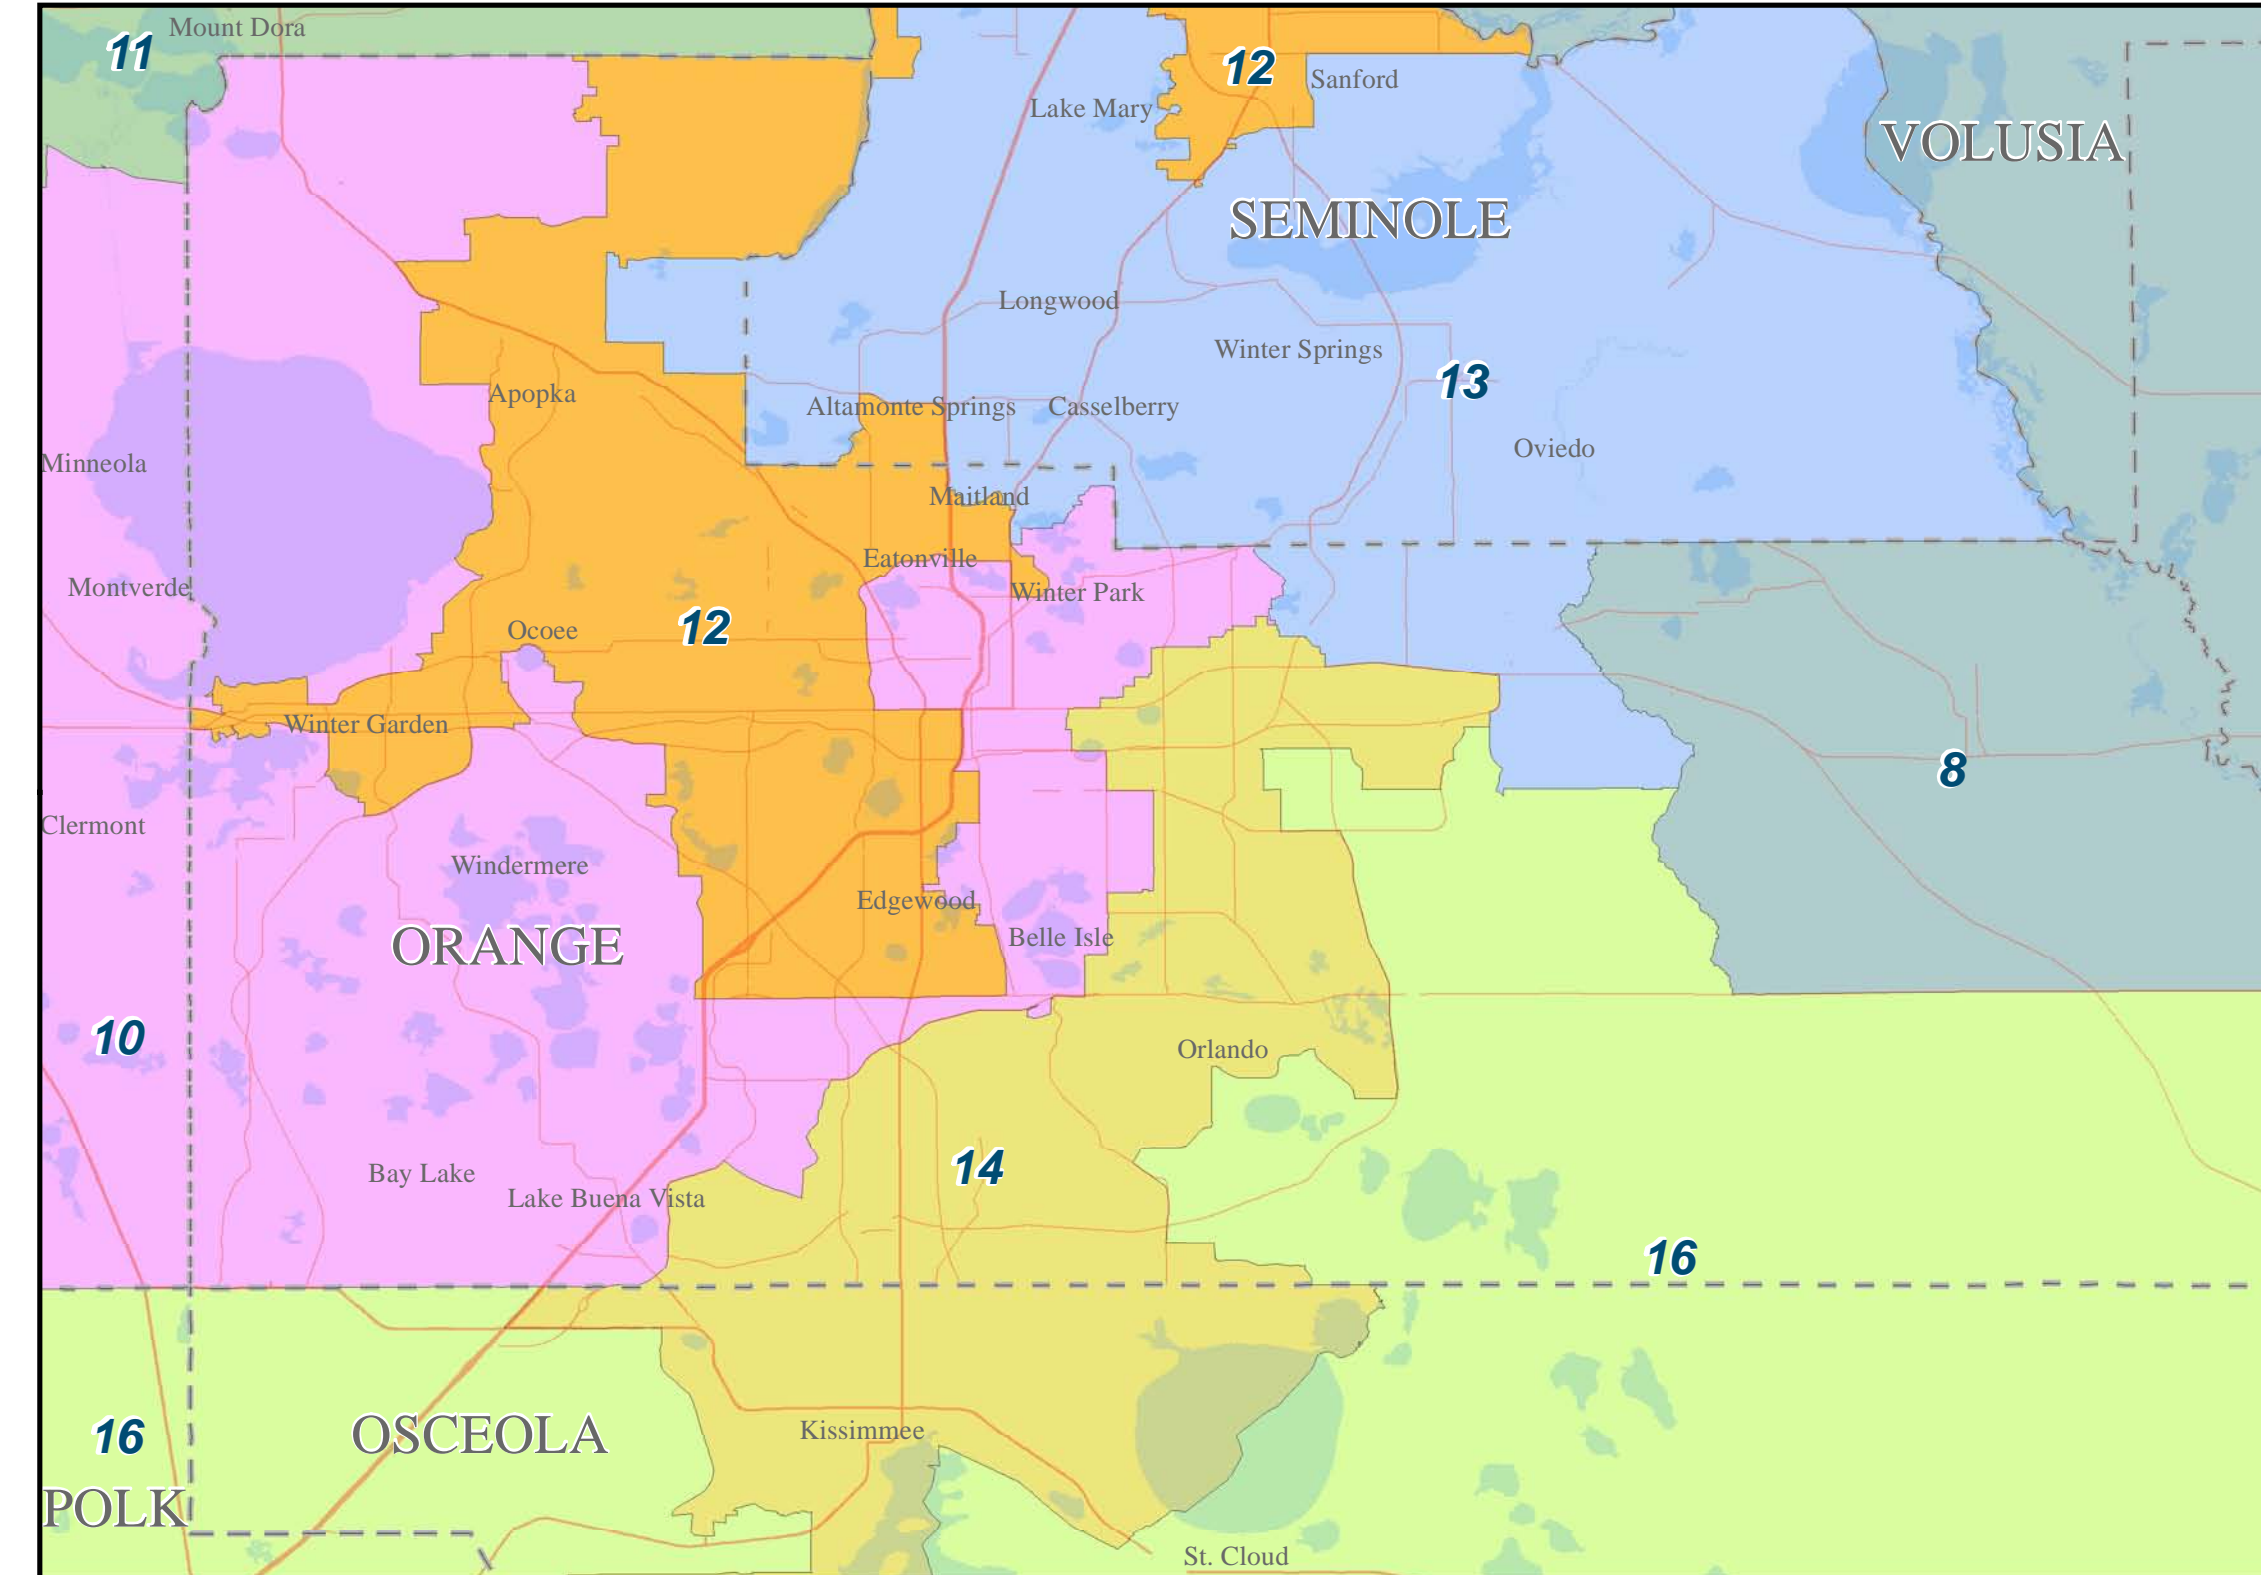 Mount Dora
11
12
Sanford
Lake Mary
VOLUSIA
SEMINOLE
Longwood
Winter Springs
13
Apopka
Altamonte Springs
Casselberry
Oviedo
Minneola
Maitland
Eatonville
Montverde
Winter Park
12
Ocoee
Winter Garden
8
Clermont
Windermere
Edgewood
ORANGE
Belle Isle
10
Orlando
14
Bay Lake
Lake Buena Vista
16
16
OSCEOLA
Kissimmee
POLK
St. Cloud